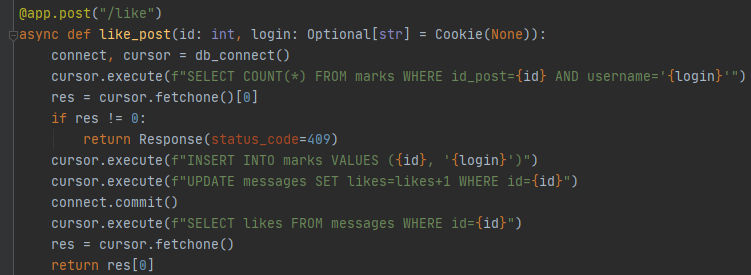 @app.post("/like")
async def like_post(id: int, login: Optional[str] = Cookie(None)):
    connect, cursor = db_connect()
    cursor.execute(f"SELECT COUNT(*) FROM marks WHERE id_post={id} AND username='{login}'")
    res = cursor.fetchone()[0]
    if res != 0:
        return Response(status_code=409)
    cursor.execute(f"INSERT INTO marks VALUES ({id}, '{login}')")
    cursor.execute(f"UPDATE messages SET likes=likes+1 WHERE id={id}")
    connect.commit()
    cursor.execute(f"SELECT likes FROM messages WHERE id={id}")
    res = cursor.fetchone()
    return res[0]